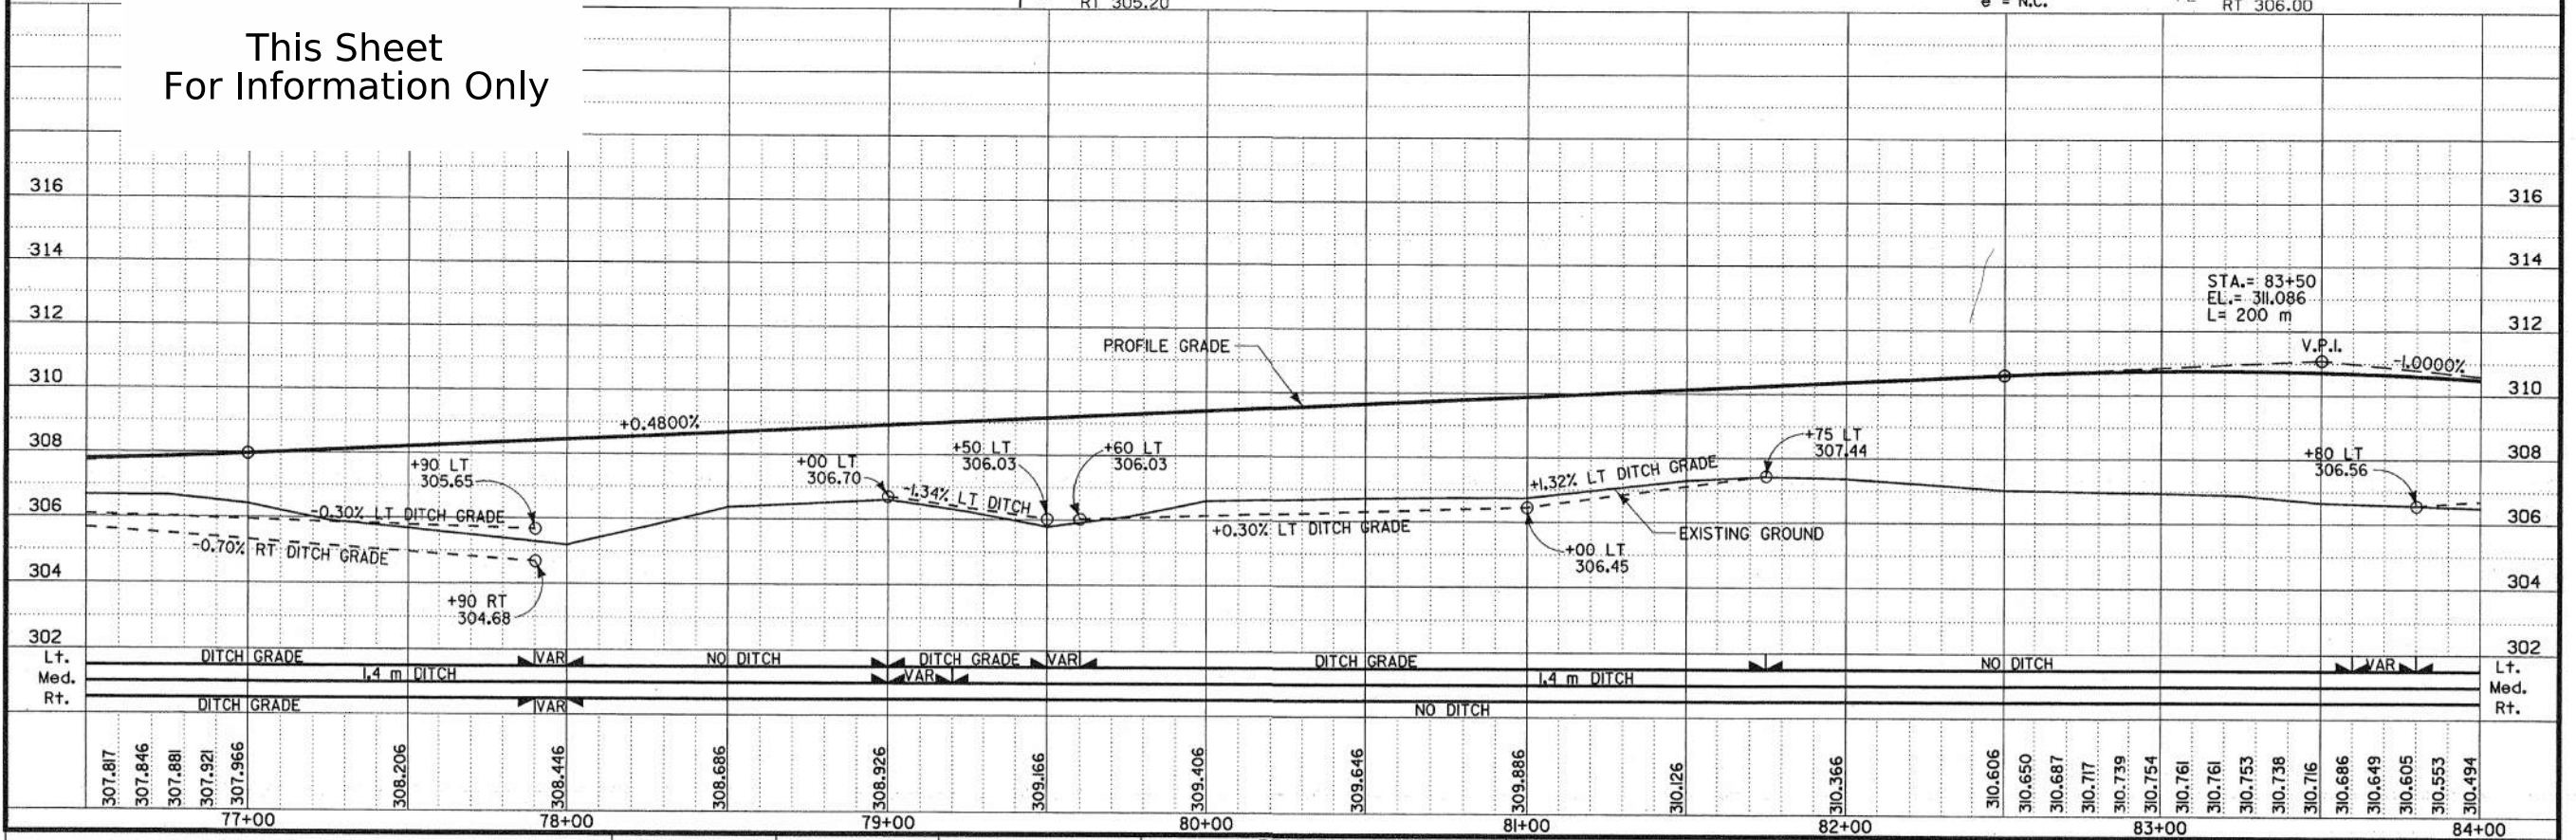 RT 305.20
e = N.C.
RT 306.00
This Sheet
For Information Only
316
316
314
314
STA.= 83+50
EL.= 311.086
L= 200 m
312
312
PROFILE GRADE
V.P.I.
-1.0000%
310
310
+0.4800%
308
308
+90 LT
305.65
+00 LT
306.70
+50 LT
306.03
+60 LT
306.03
+75 LT
307.44
+80 LT
306.56
-1.34% LT DITCH
+1.32% LT DITCH GRADE
306
306
-0.30% LT DITCH GRADE
+0.30% LT DITCH GRADE
EXISTING GROUND
-0.70% RT DITCH GRADE
+00 LT
306.45
304
304
+90 RT
304.68
302
302
Lt. DITCH GRADE VAR NO DITCH DITCH GRADE VAR DITCH GRADE NO DITCH VAR Lt.
Med. 1.4 m DITCH VAR 1.4 m DITCH Med.
Rt. DITCH GRADE VAR NO DITCH Rt.
307.817
307.846
307.881
307.921
307.966
308.206
308.446
308.686
308.926
309.166
309.406
309.646
309.886
310.126
310.366
310.606
310.650
310.687
310.717
310.739
310.754
310.761
310.761
310.753
310.738
310.716
310.686
310.649
310.605
310.553
310.494
77+00 78+00 79+00 80+00 81+00 82+00 83+00 84+00